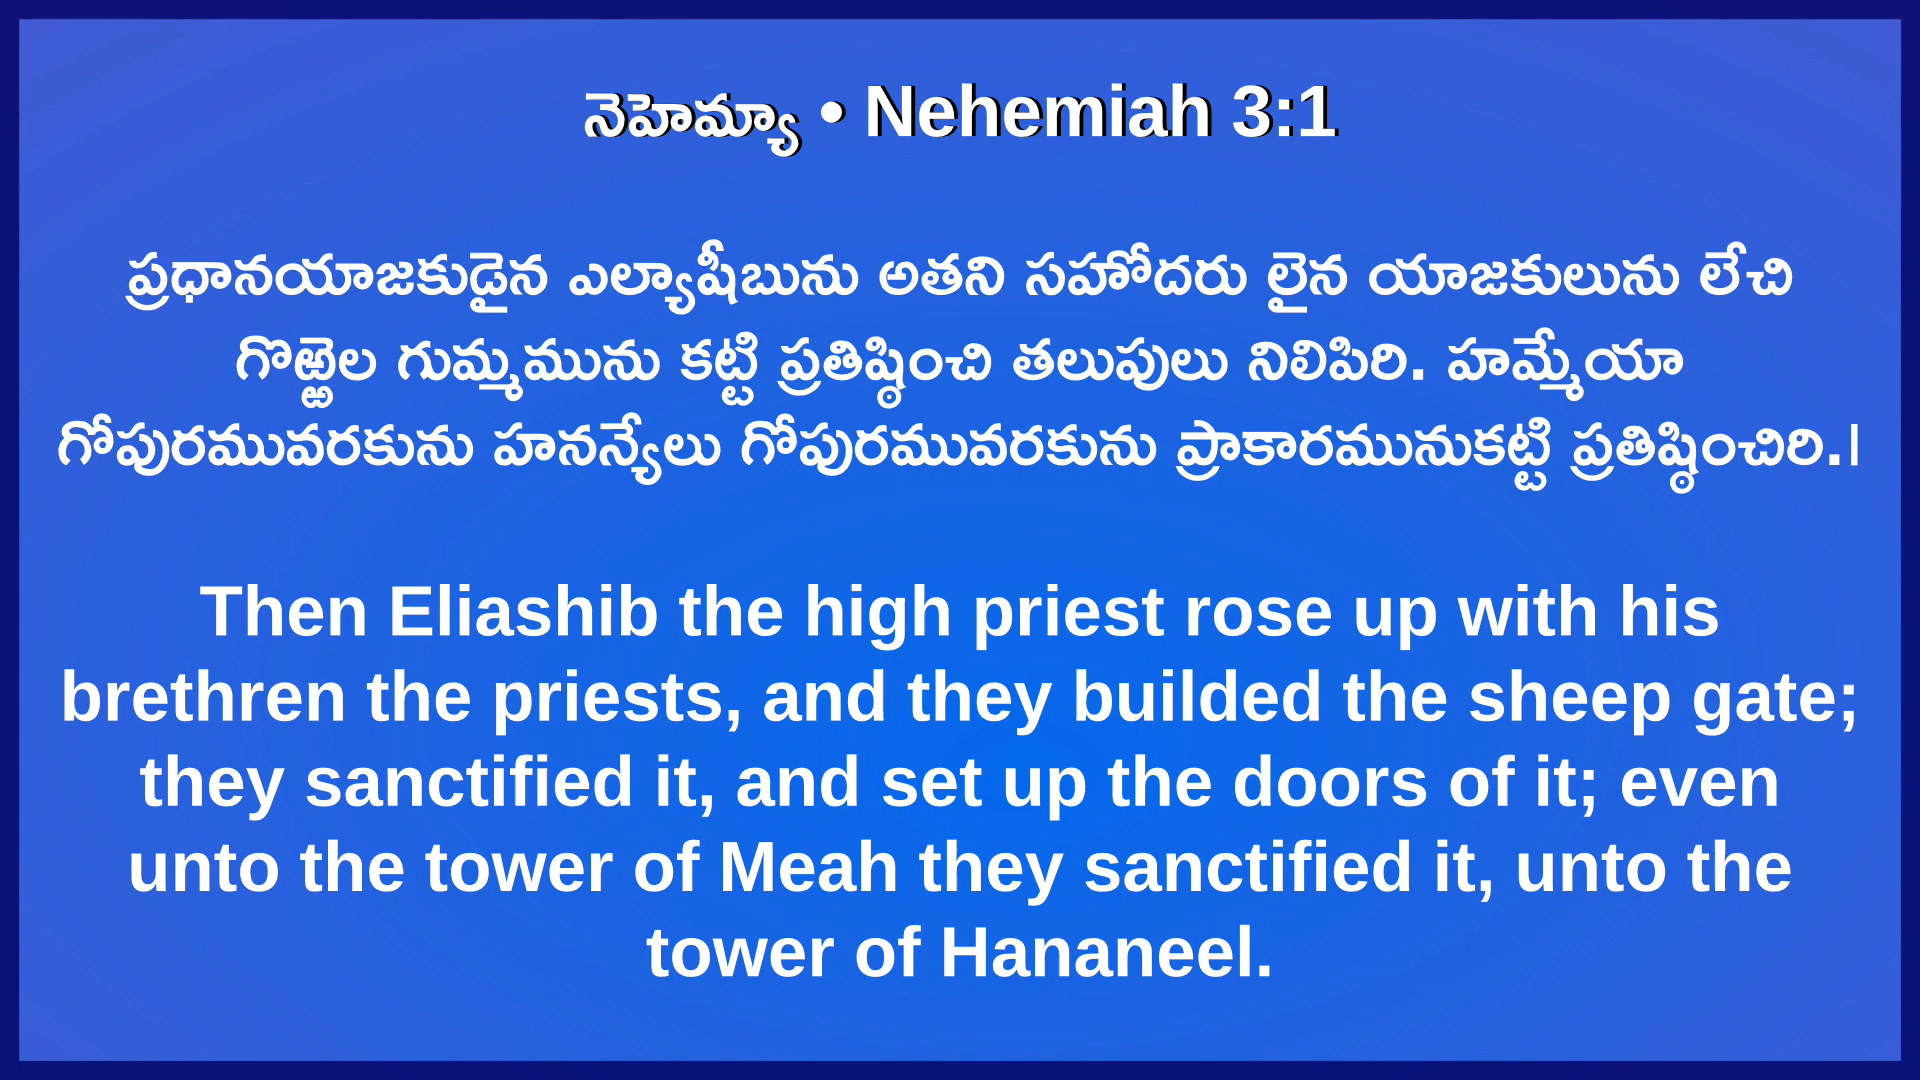 నెహెమ్యా • Nehemiah 3:1
ప్రధానయాజకుడైన ఎల్యాషీబును అతని సహోదరు లైన యాజకులును లేచి
గొఱ్ఱెల గుమ్మమును కట్టి ప్రతిష్ఠించి తలుపులు నిలిపిరి. హమ్మేయా
గోపురమువరకును హనన్యేలు గోపురమువరకును ప్రాకారమునుకట్టి ప్రతిష్ఠించిరి.|
Then Eliashib the high priest rose up with his
brethren the priests, and they builded the sheep gate;
they sanctified it, and set up the doors of it; even
unto the tower of Meah they sanctified it, unto the
tower of Hananeel.